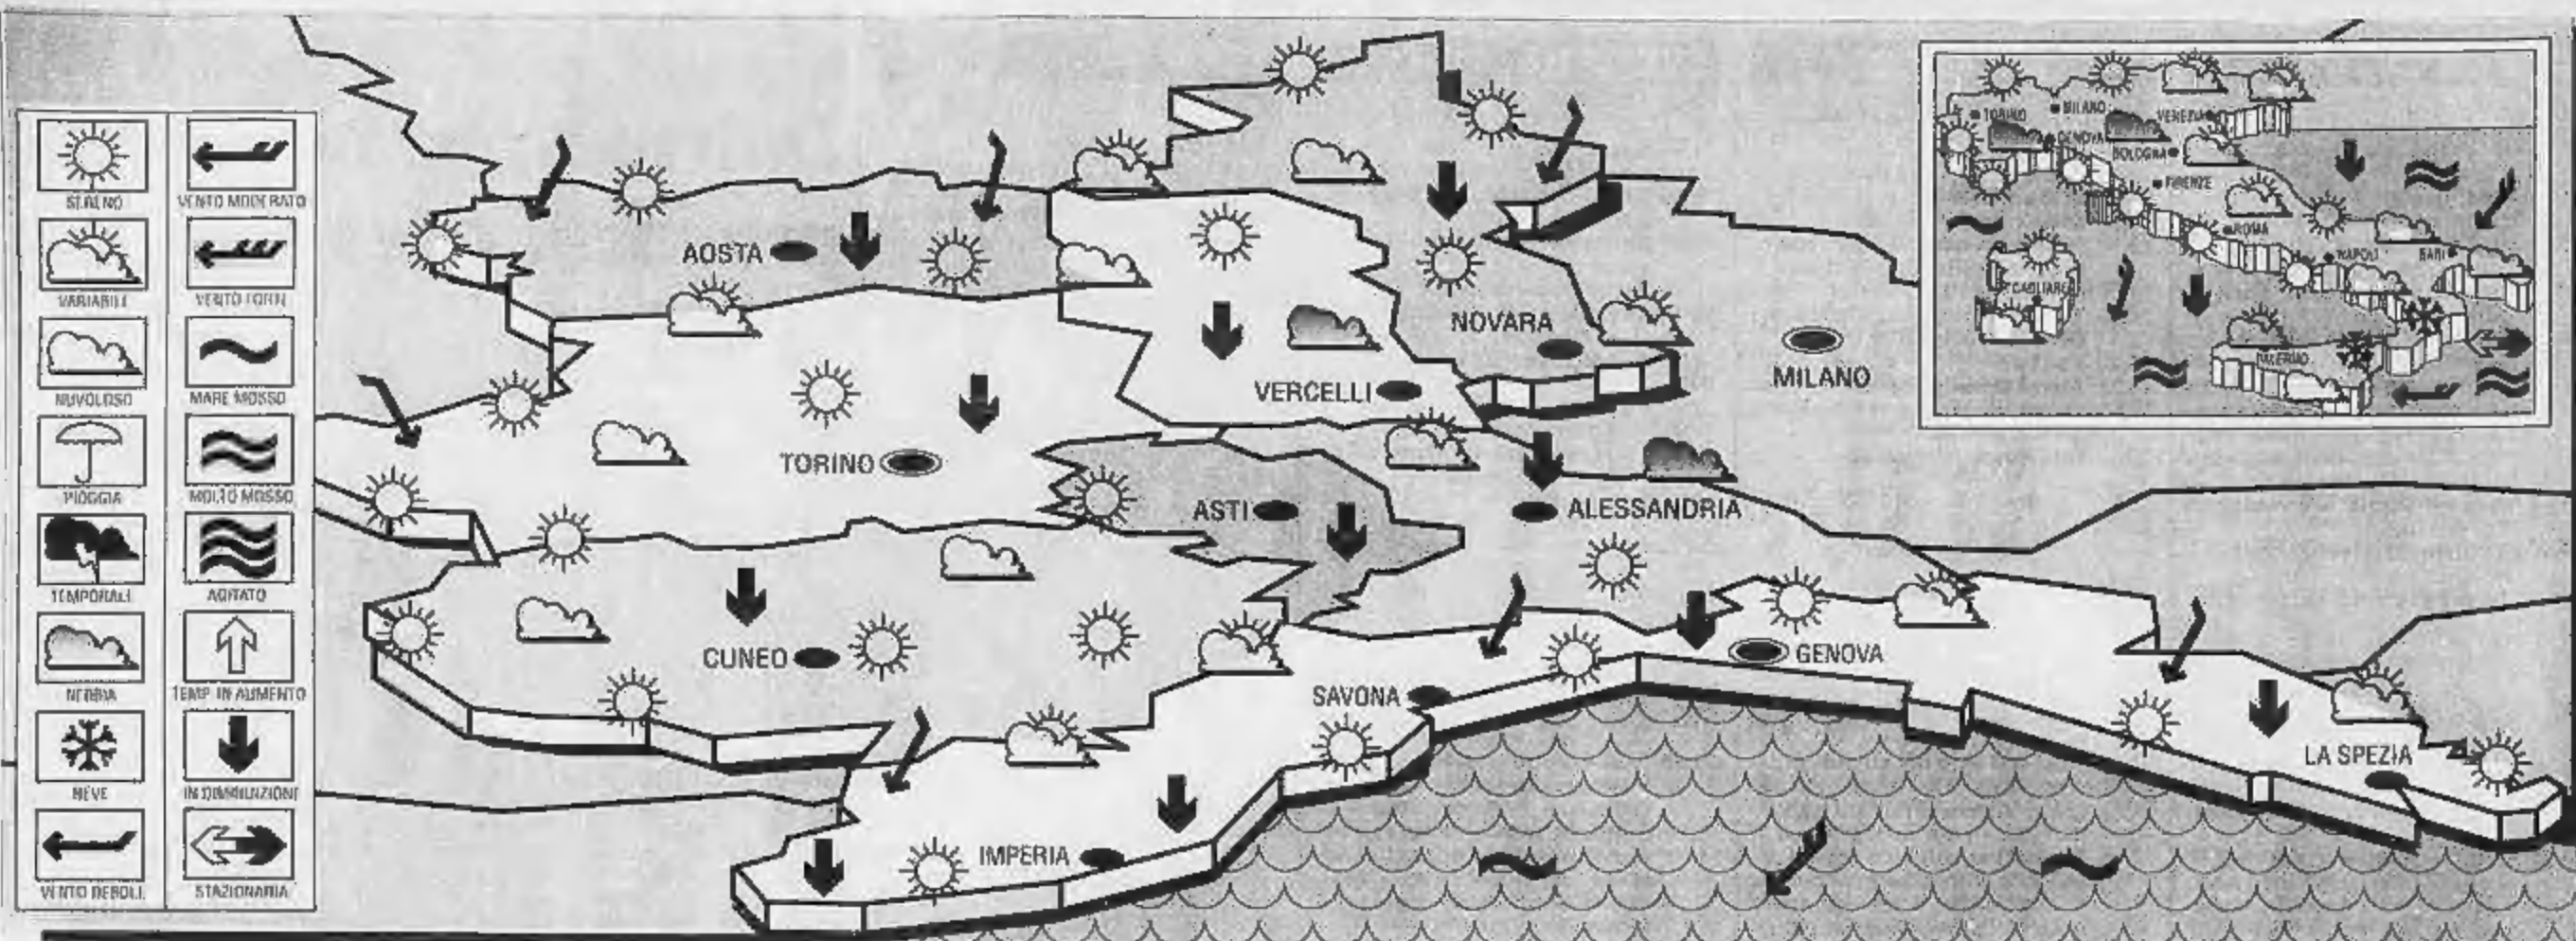 SERENO
VENTO MODERATO
VARIABILE
VENTO FORTE
NUVOLOSO
MARE MOSSO
PIOGGIA
MOLTO MOSSO
TEMPORALI
AGITATO
NEBBIA
TEMP. IN AUMENTO
NEVE
IN DIMINUZIONE
VENTO DEBOLE
STAZIONARIA
AOSTA
NOVARA
MILANO
VERCELLI
TORINO
ASTI
ALESSANDRIA
CUNEO
GENOVA
SAVONA
LA SPEZIA
IMPERIA
TORINO
MILANO
VENEZIA
GENOVA
BOLOGNA
FIRENZE
ROMA
NAPOLI
BARI
CAGLIARI
PALERMO